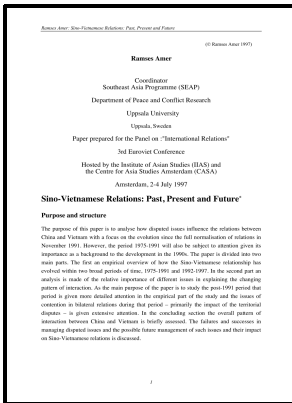 Ramses Amer: Sino-Vietnamese Relations: Past, Present and Future
(© Ramses Amer 1997)
Ramses Amer
Coordinator
Southeast Asia Programme (SEAP)
Department of Peace and Conflict Research
Uppsala University
Uppsala, Sweden
Paper prepared for the Panel on :"International Relations"
3rd Euroviet Conference
Hosted by the Institute of Asian Studies (IIAS) and
the Centre for Asia Studies Amsterdam (CASA)
Amsterdam, 2-4 July 1997
Sino-Vietnamese Relations: Past, Present and Future*
Purpose and structure
The purpose of this paper is to analyse how disputed issues influence the relations between
China and Vietnam with a focus on the evolution since the full normalisation of relations in
November 1991. However, the period 1975-1991 will also be subject to attention given its
importance as a background to the development in the 1990s. The paper is divided into two
main parts. The first an empirical overview of how the Sino-Vietnamese relationship has
evolved within two broad periods of time, 1975-1991 and 1992-1997. In the second part an
analysis is made of the relative importance of different issues in explaining the changing
pattern of interaction. As the main purpose of the paper is to study the post-1991 period that
period is given more detailed attention in the empirical part of the study and the issues of
contention in bilateral relations during that period – primarily the impact of the territorial
disputes – is given extensive attention. In the concluding section the overall pattern of
interaction between China and Vietnam is briefly assessed. The failures and successes in
managing disputed issues and the possible future management of such issues and their impact
on Sino-Vietnamese relations is discussed.
1